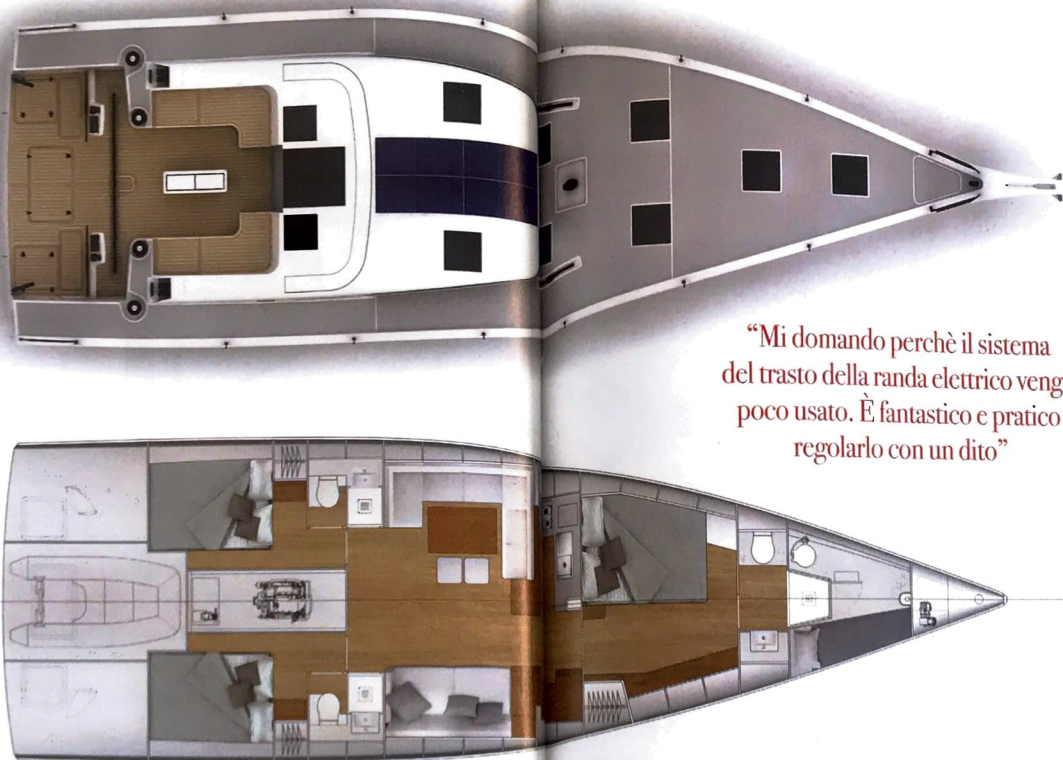 “Mi domando perchè il sistema
del trasto della randa elettrico veng
poco usato. È fantastico e pratico
regolarlo con un dito”